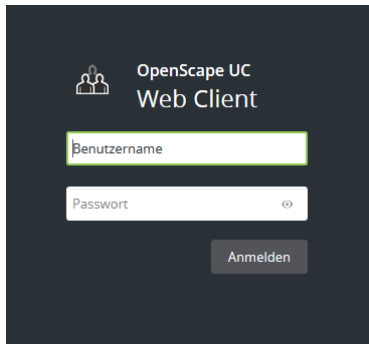 OpenScape UC
Web Client
Benutzername
Passwort
Anmelden